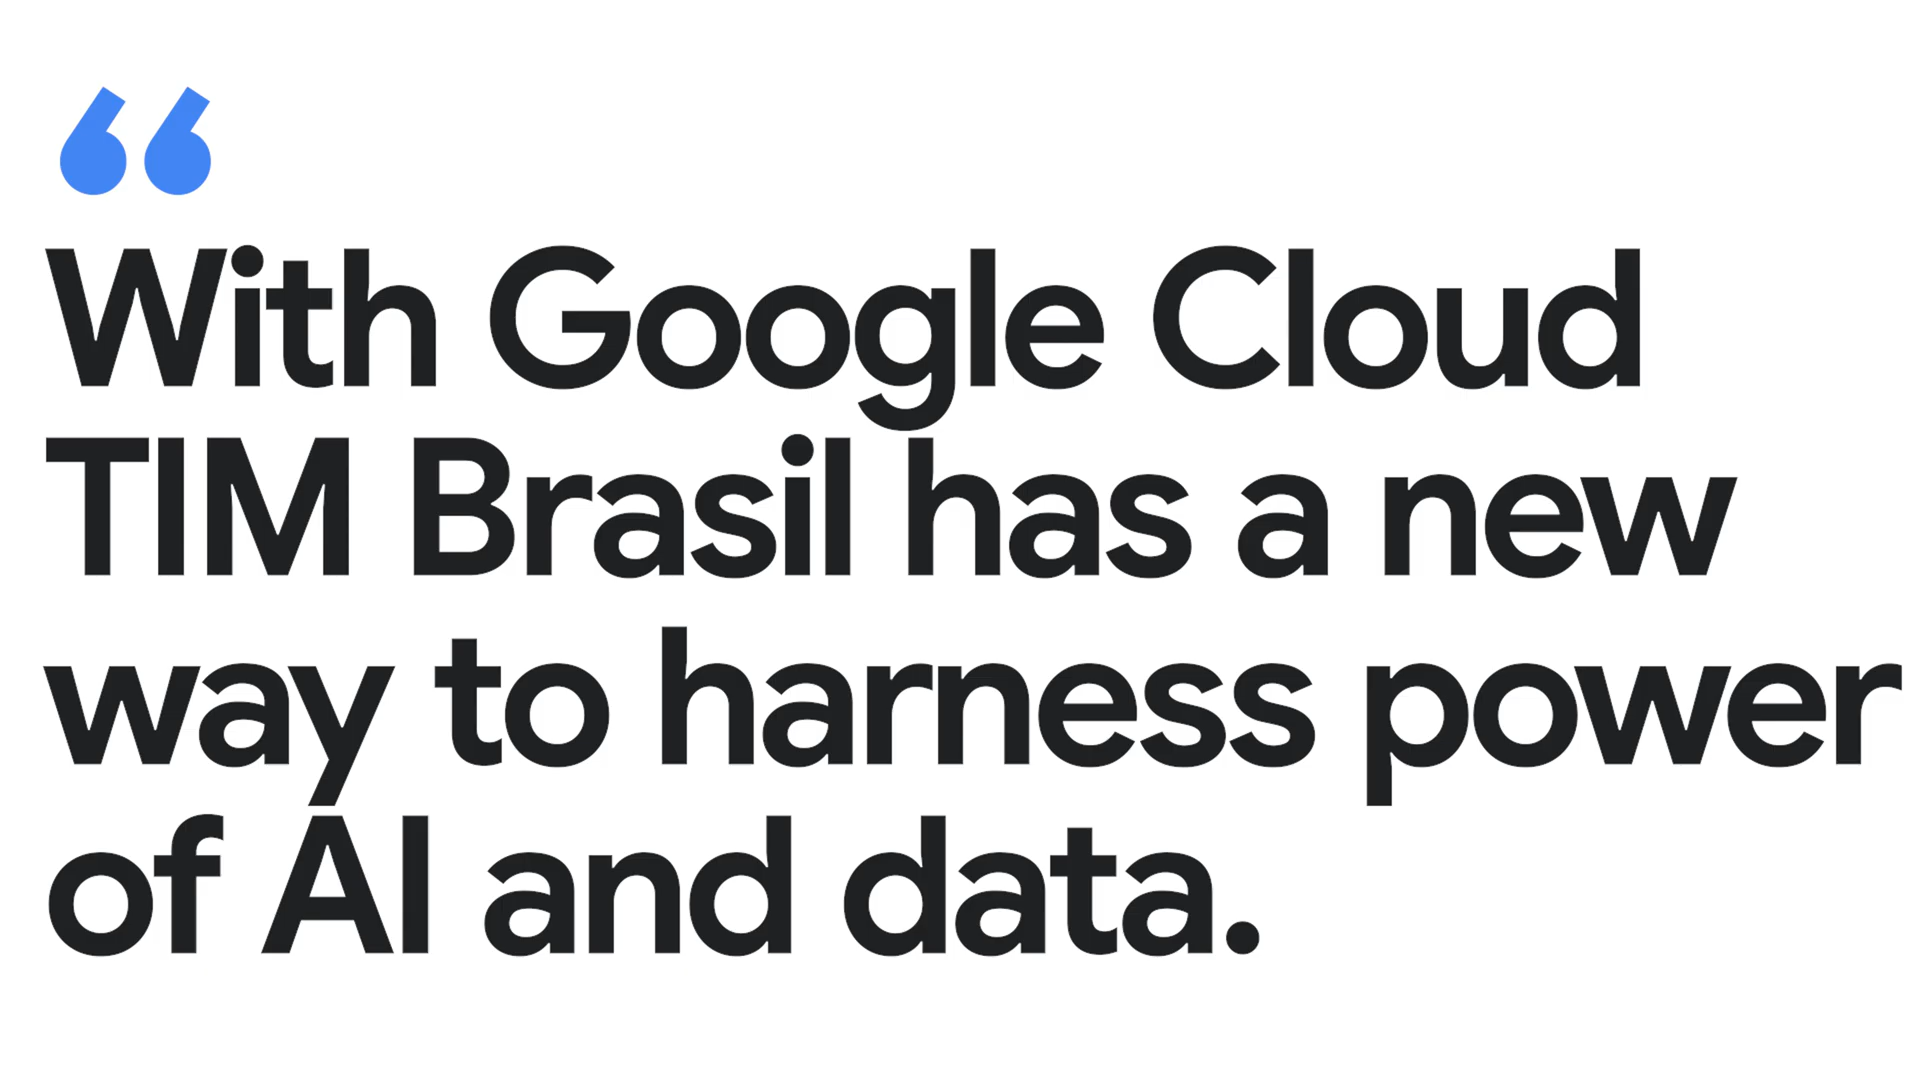 “
With Google Cloud
TIM Brasil has a new
way to harness power
of AI and data.